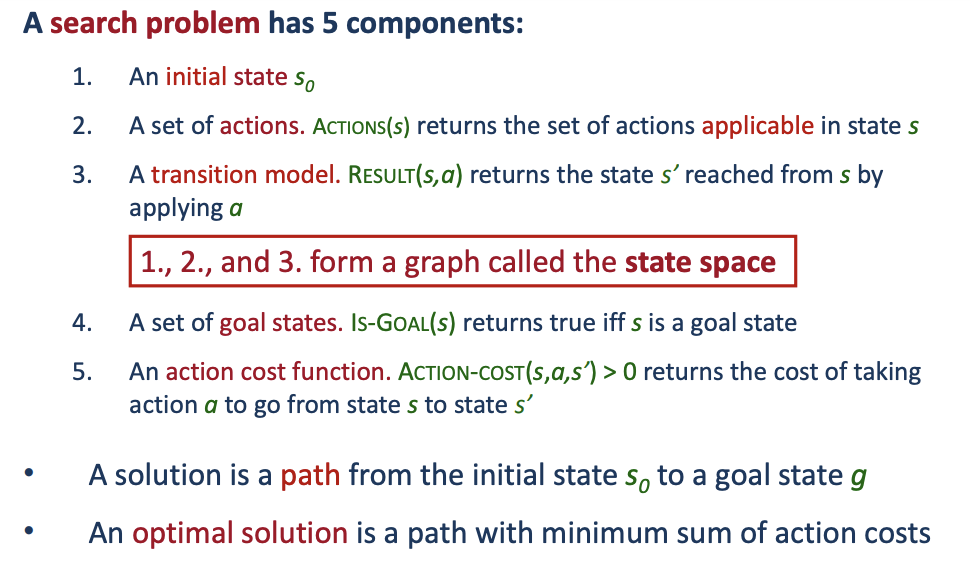 A search problem has 5 components:
1. An initial state s₀
2. A set of actions. ACTIONS(s) returns the set of actions applicable in state s
3. A transition model. RESULT(s,a) returns the state s’ reached from s by
applying a
1., 2., and 3. form a graph called the state space
4. A set of goal states. IS-GOAL(s) returns true iff s is a goal state
5. An action cost function. ACTION-COST(s,a,s’) > 0 returns the cost of taking
action a to go from state s to state s’
• A solution is a path from the initial state s₀ to a goal state g
• An optimal solution is a path with minimum sum of action costs